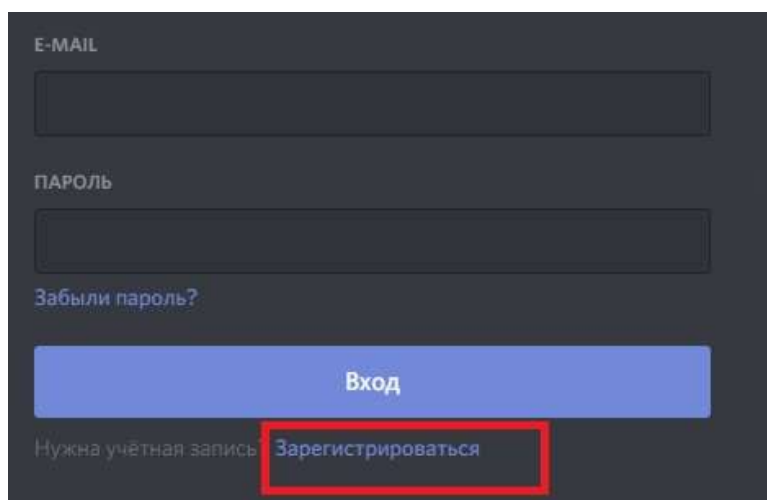 E-MAIL
ПАРОЛЬ
Забыли пароль?
Вход
Нужна учётная запись? Зарегистрироваться